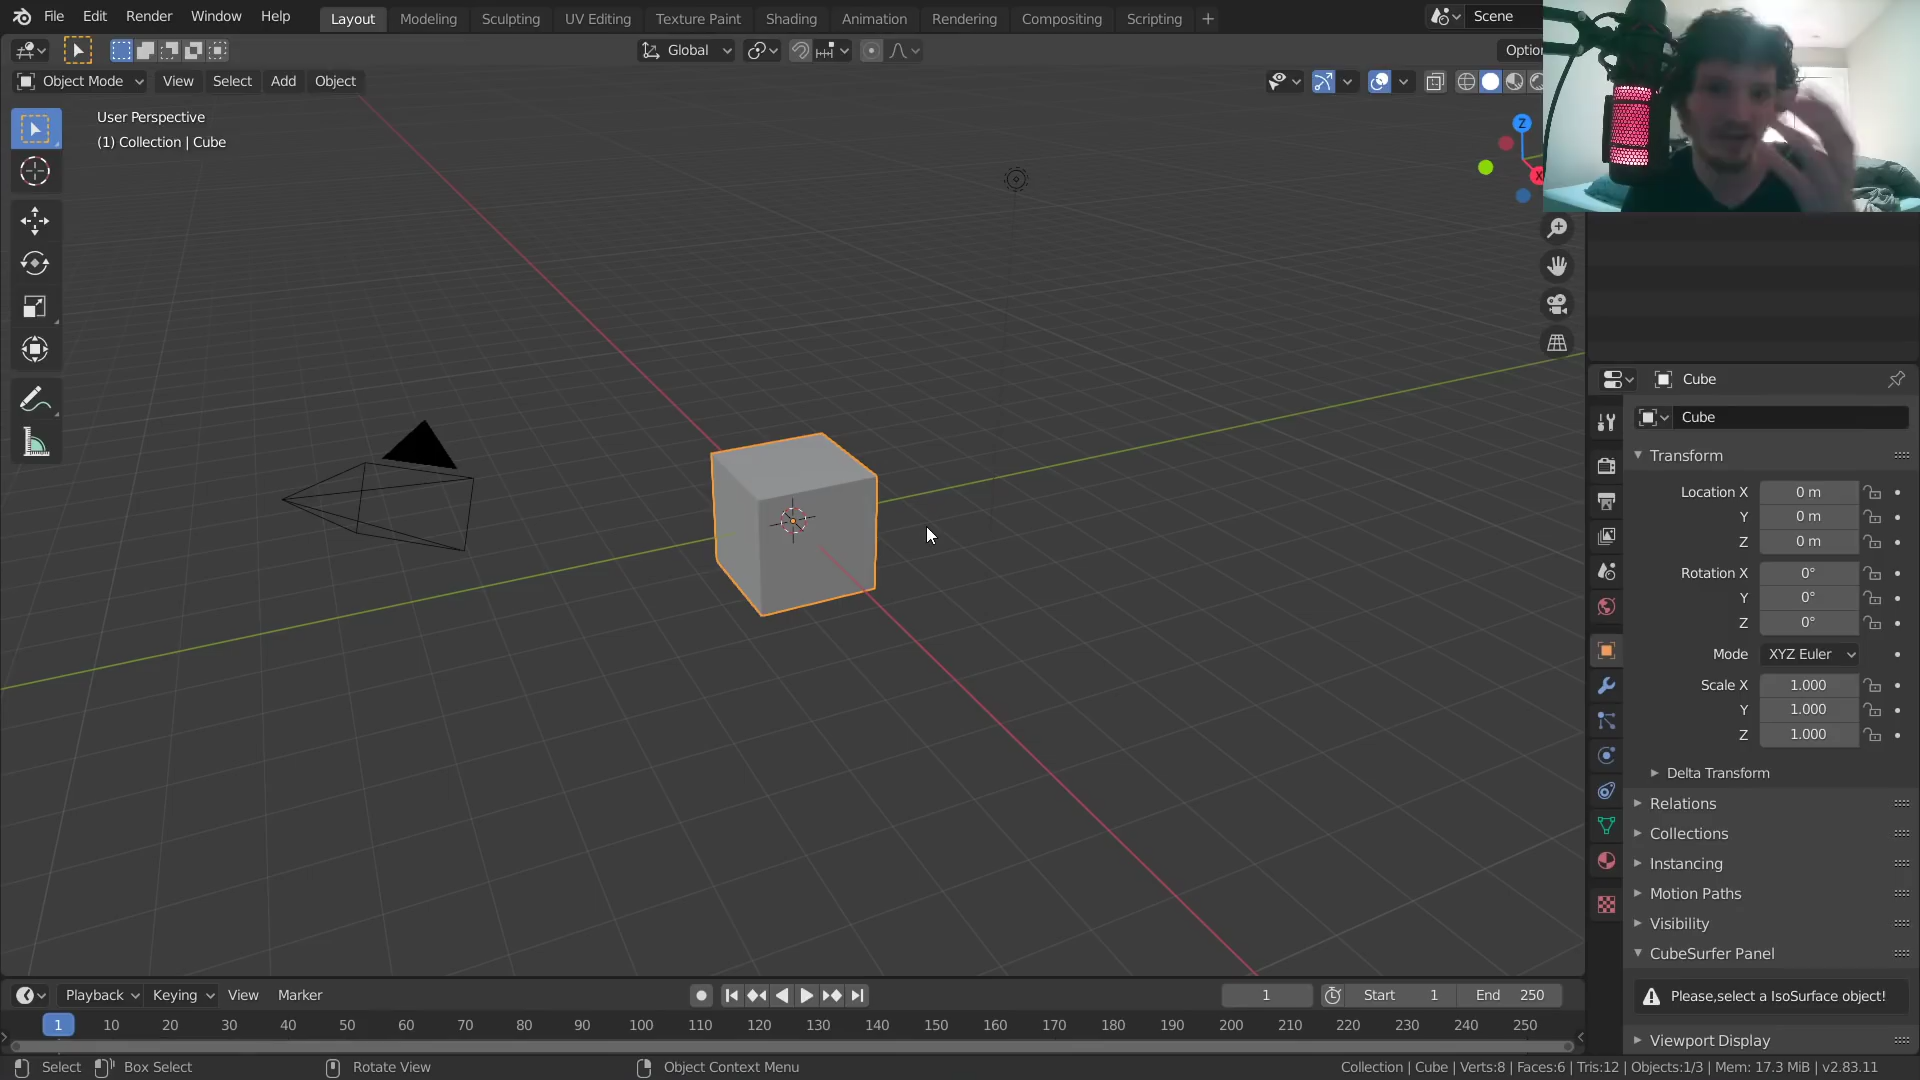 File Edit Render Window Help Layout Modeling Sculpting UV Editing Texture Paint Shading Animation Rendering Compositing Scripting + Scene
Global Optio
Object Mode View Select Add Object
User Perspective
(1) Collection | Cube
Z
X
Cube
Cube
Transform
Location X 0 m
Y 0 m
Z 0 m
Rotation X 0°
Y 0°
Z 0°
Mode XYZ Euler
Scale X 1.000
Y 1.000
Z 1.000
Delta Transform
Relations
Collections
Instancing
Motion Paths
Visibility
CubeSurfer Panel
Please,select a IsoSurface object!
Viewport Display
Playback Keying View Marker 1 Start 1 End 250
1 10 20 30 40 50 60 70 80 90 100 110 120 130 140 150 160 170 180 190 200 210 220 230 240 250
Select Box Select Rotate View Object Context Menu Collection | Cube | Verts:8 | Faces:6 | Tris:12 | Objects:1/3 | Mem: 17.3 MiB | v2.83.11